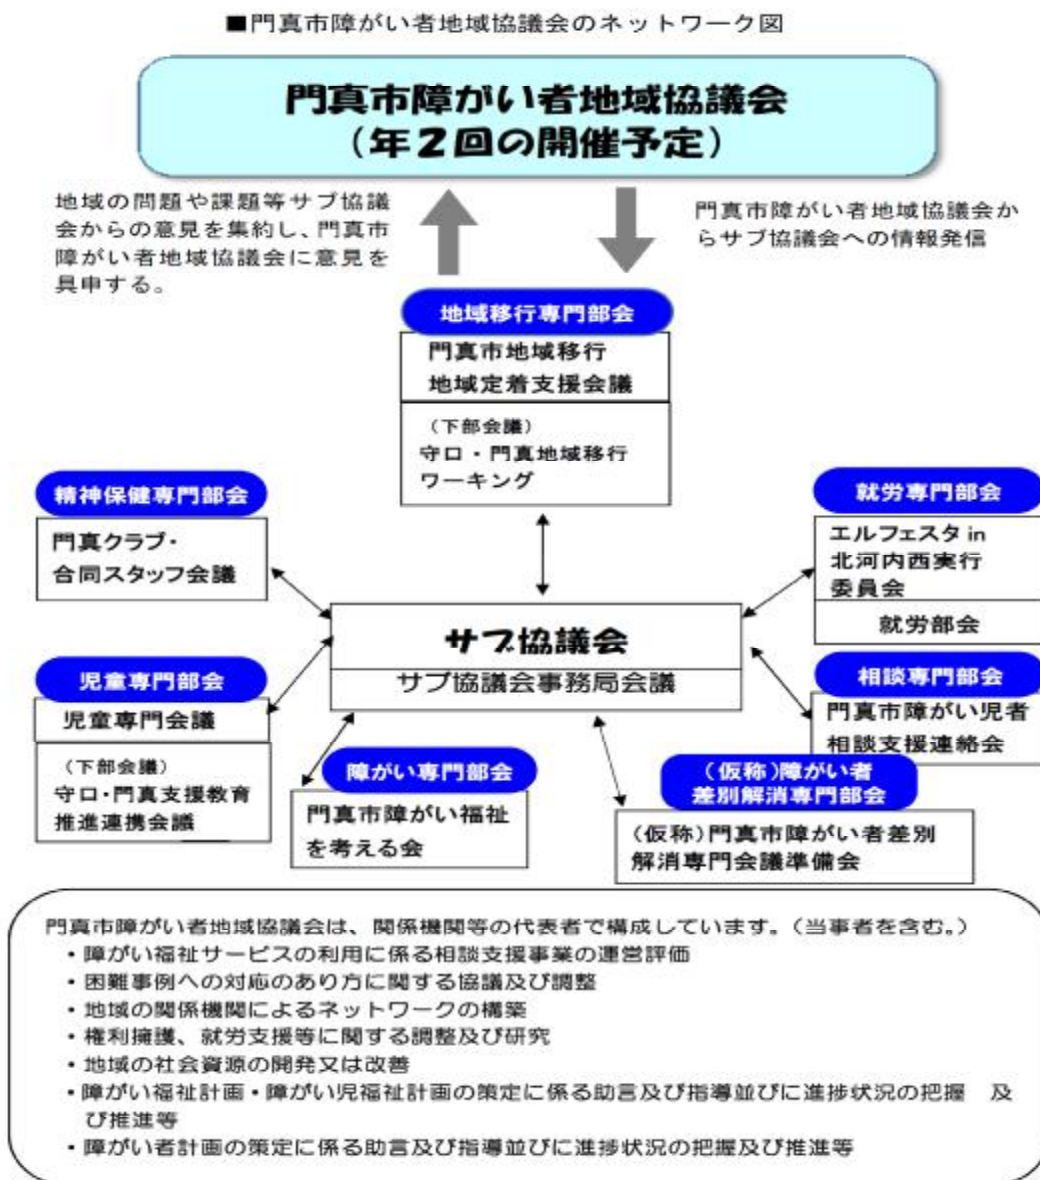 ■門真市障がい者地域協議会のネットワーク図
門真市障がい者地域協議会
(年2回の開催予定)
地域の問題や課題等サブ協議
会からの意見を集約し、門真市
障がい者地域協議会に意見を
具申する。
門真市障がい者地域協議会か
らサブ協議会への情報発信
地域移行専門部会
門真市地域移行
地域定着支援会議
(下部会議)
守口・門真地域移行
ワーキング
精神保健専門部会
門真クラブ・
合同スタッフ会議
就労専門部会
エルフェスタ in
北河内西実行
委員会
就労部会
サブ協議会
サブ協議会事務局会議
児童専門部会
児童専門会議
(下部会議)
守口・門真支援教育
推進連携会議
相談専門部会
門真市障がい児者
相談支援連絡会
障がい専門部会
門真市障がい福祉
を考える会
(仮称)障がい者
差別解消専門部会
(仮称)門真市障がい者差別
解消専門会議準備会
門真市障がい者地域協議会は、関係機関等の代表者で構成しています。(当事者を含む。)
・障がい福祉サービスの利用に係る相談支援事業の運営評価
・困難事例への対応のあり方に関する協議及び調整
・地域の関係機関によるネットワークの構築
・権利擁護、就労支援等に関する調整及び研究
・地域の社会資源の開発又は改善
・障がい福祉計画・障がい児福祉計画の策定に係る助言及び指導並びに進捗状況の把握 及
び推進等
・障がい者計画の策定に係る助言及び指導並びに進捗状況の把握及び推進等